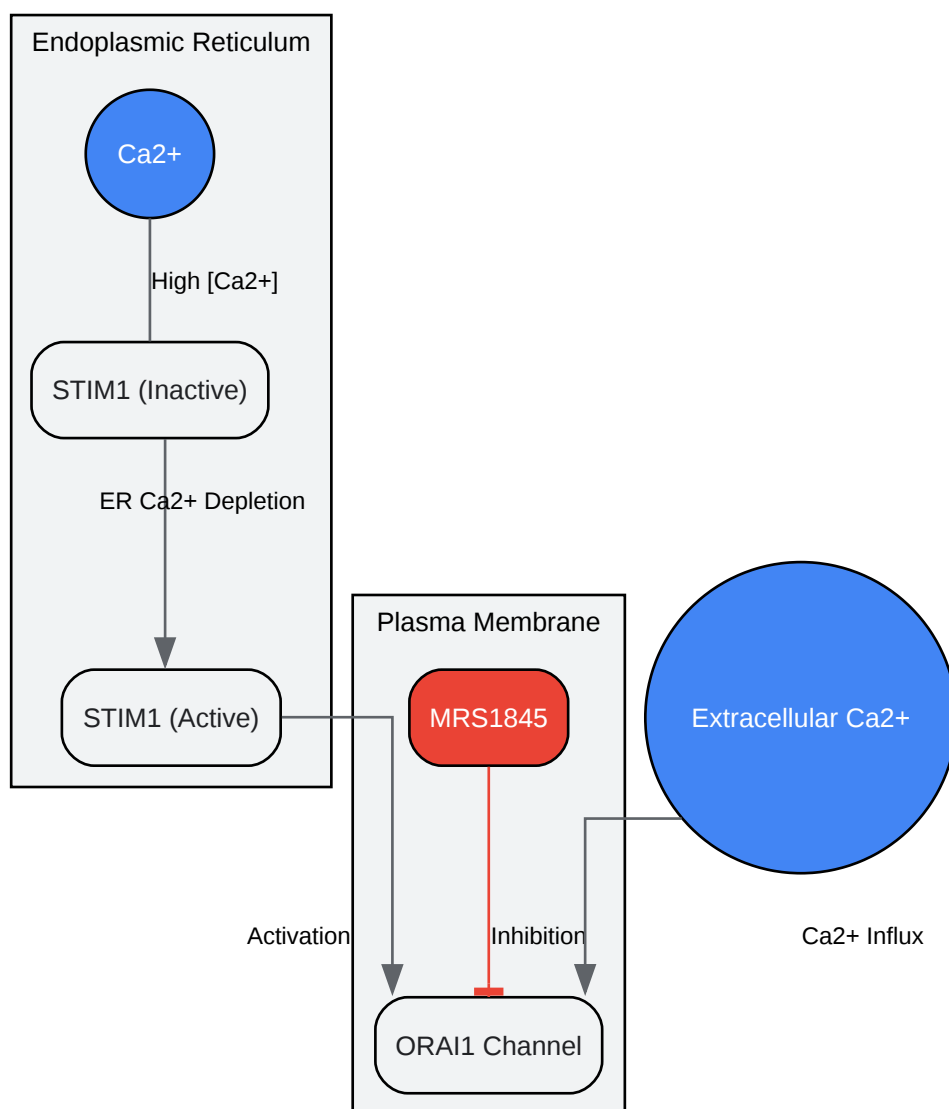 Endoplasmic Reticulum
Ca2+
High [Ca2+]
STIM1 (Inactive)
ER Ca2+ Depletion
STIM1 (Active)
Plasma Membrane
MRS1845
Extracellular Ca2+
Activation
Inhibition
Ca2+ Influx
ORAI1 Channel